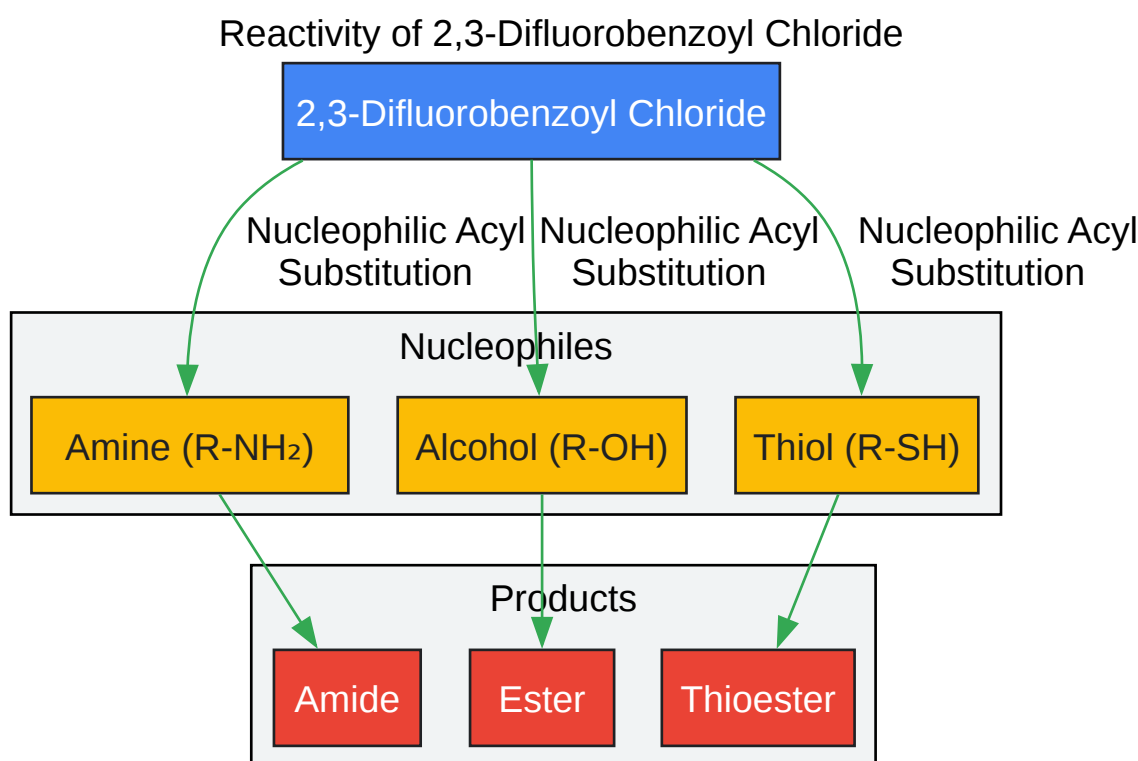 Reactivity of 2,3-Difluorobenzoyl Chloride
2,3-Difluorobenzoyl Chloride
Nucleophilic Acyl
Substitution
Nucleophilic Acyl
Substitution
Nucleophilic Acyl
Substitution
Nucleophiles
Amine (R-NH₂)
Alcohol (R-OH)
Thiol (R-SH)
Products
Amide
Ester
Thioester